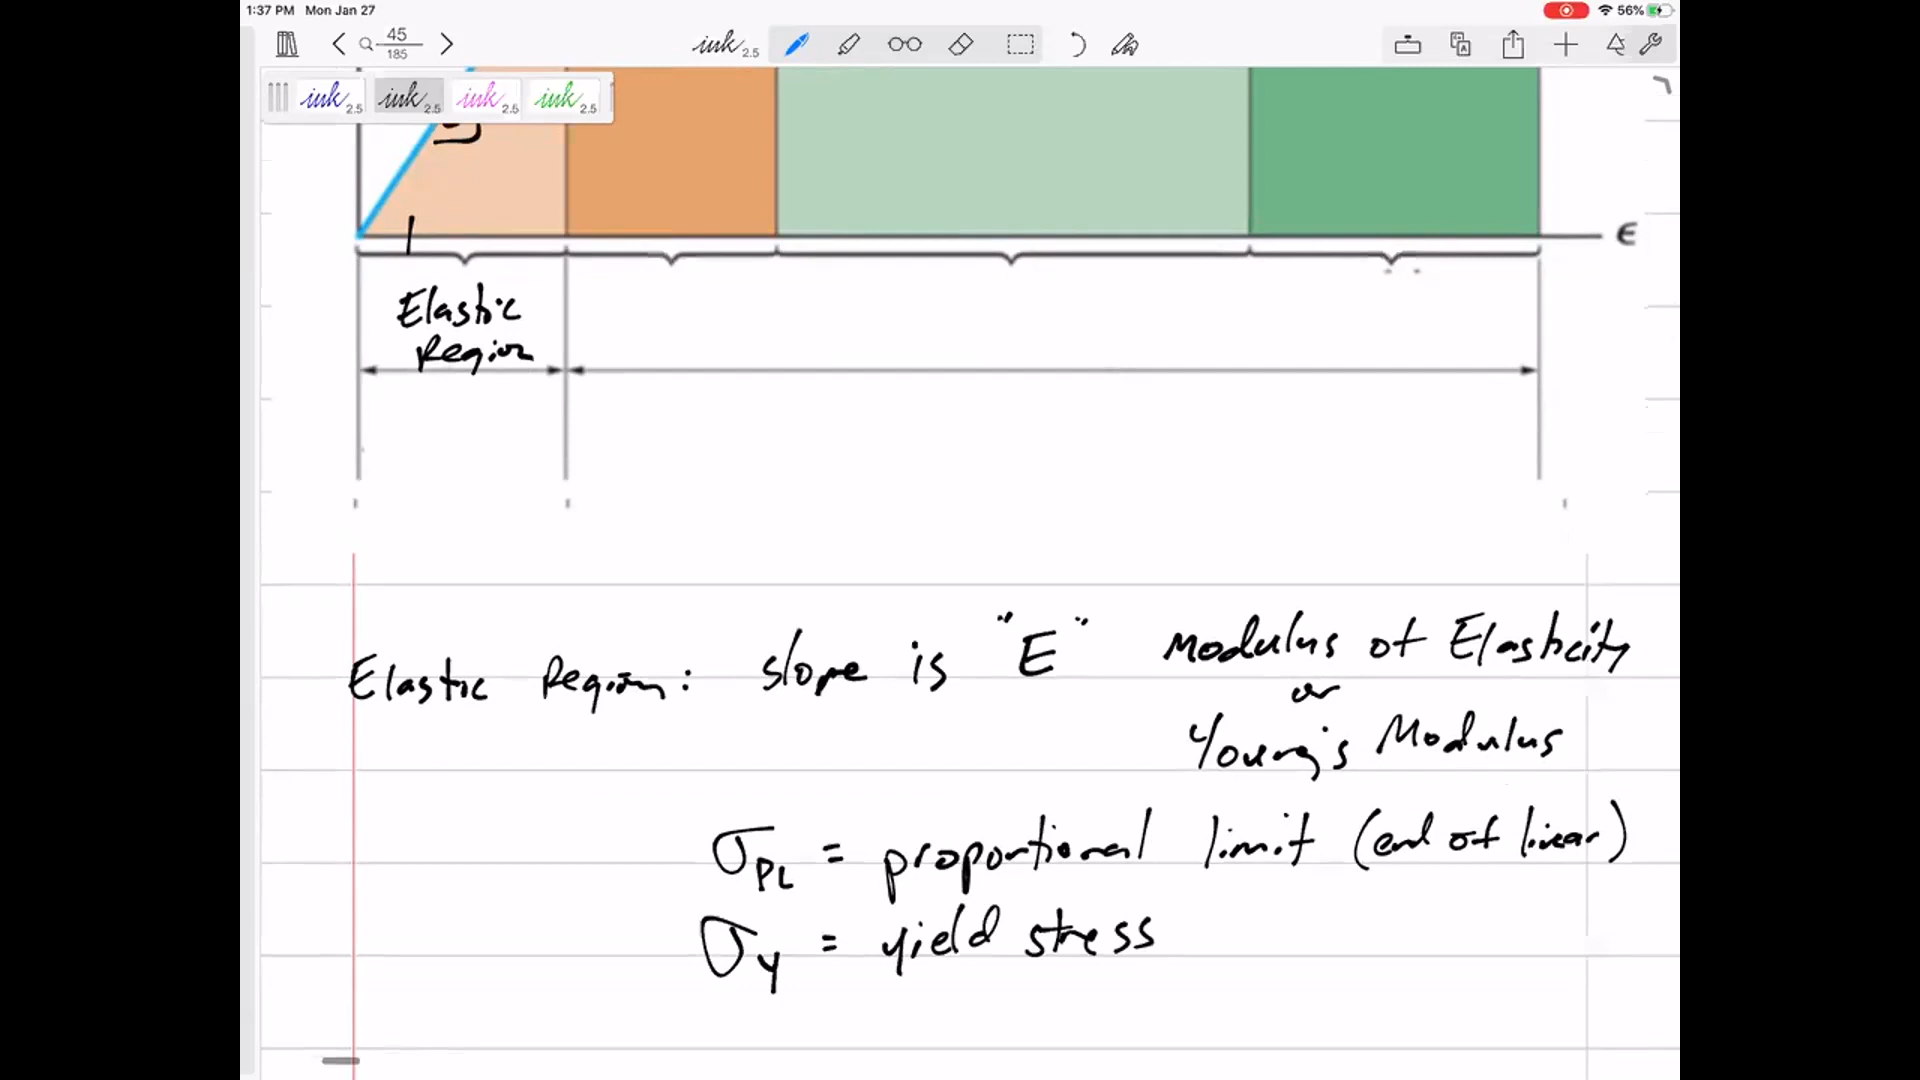 1:37 PM Mon Jan 27
56%
45
185
ink 2.5
ink 2.5 ink 2.5 ink 2.5 ink 2.5
ϵ
Elastic
Region
Elastic Region: slope is "E" Modulus of Elasticity
or
Young's Modulus
σPL = proportional limit (end of linear)
σy = yield stress